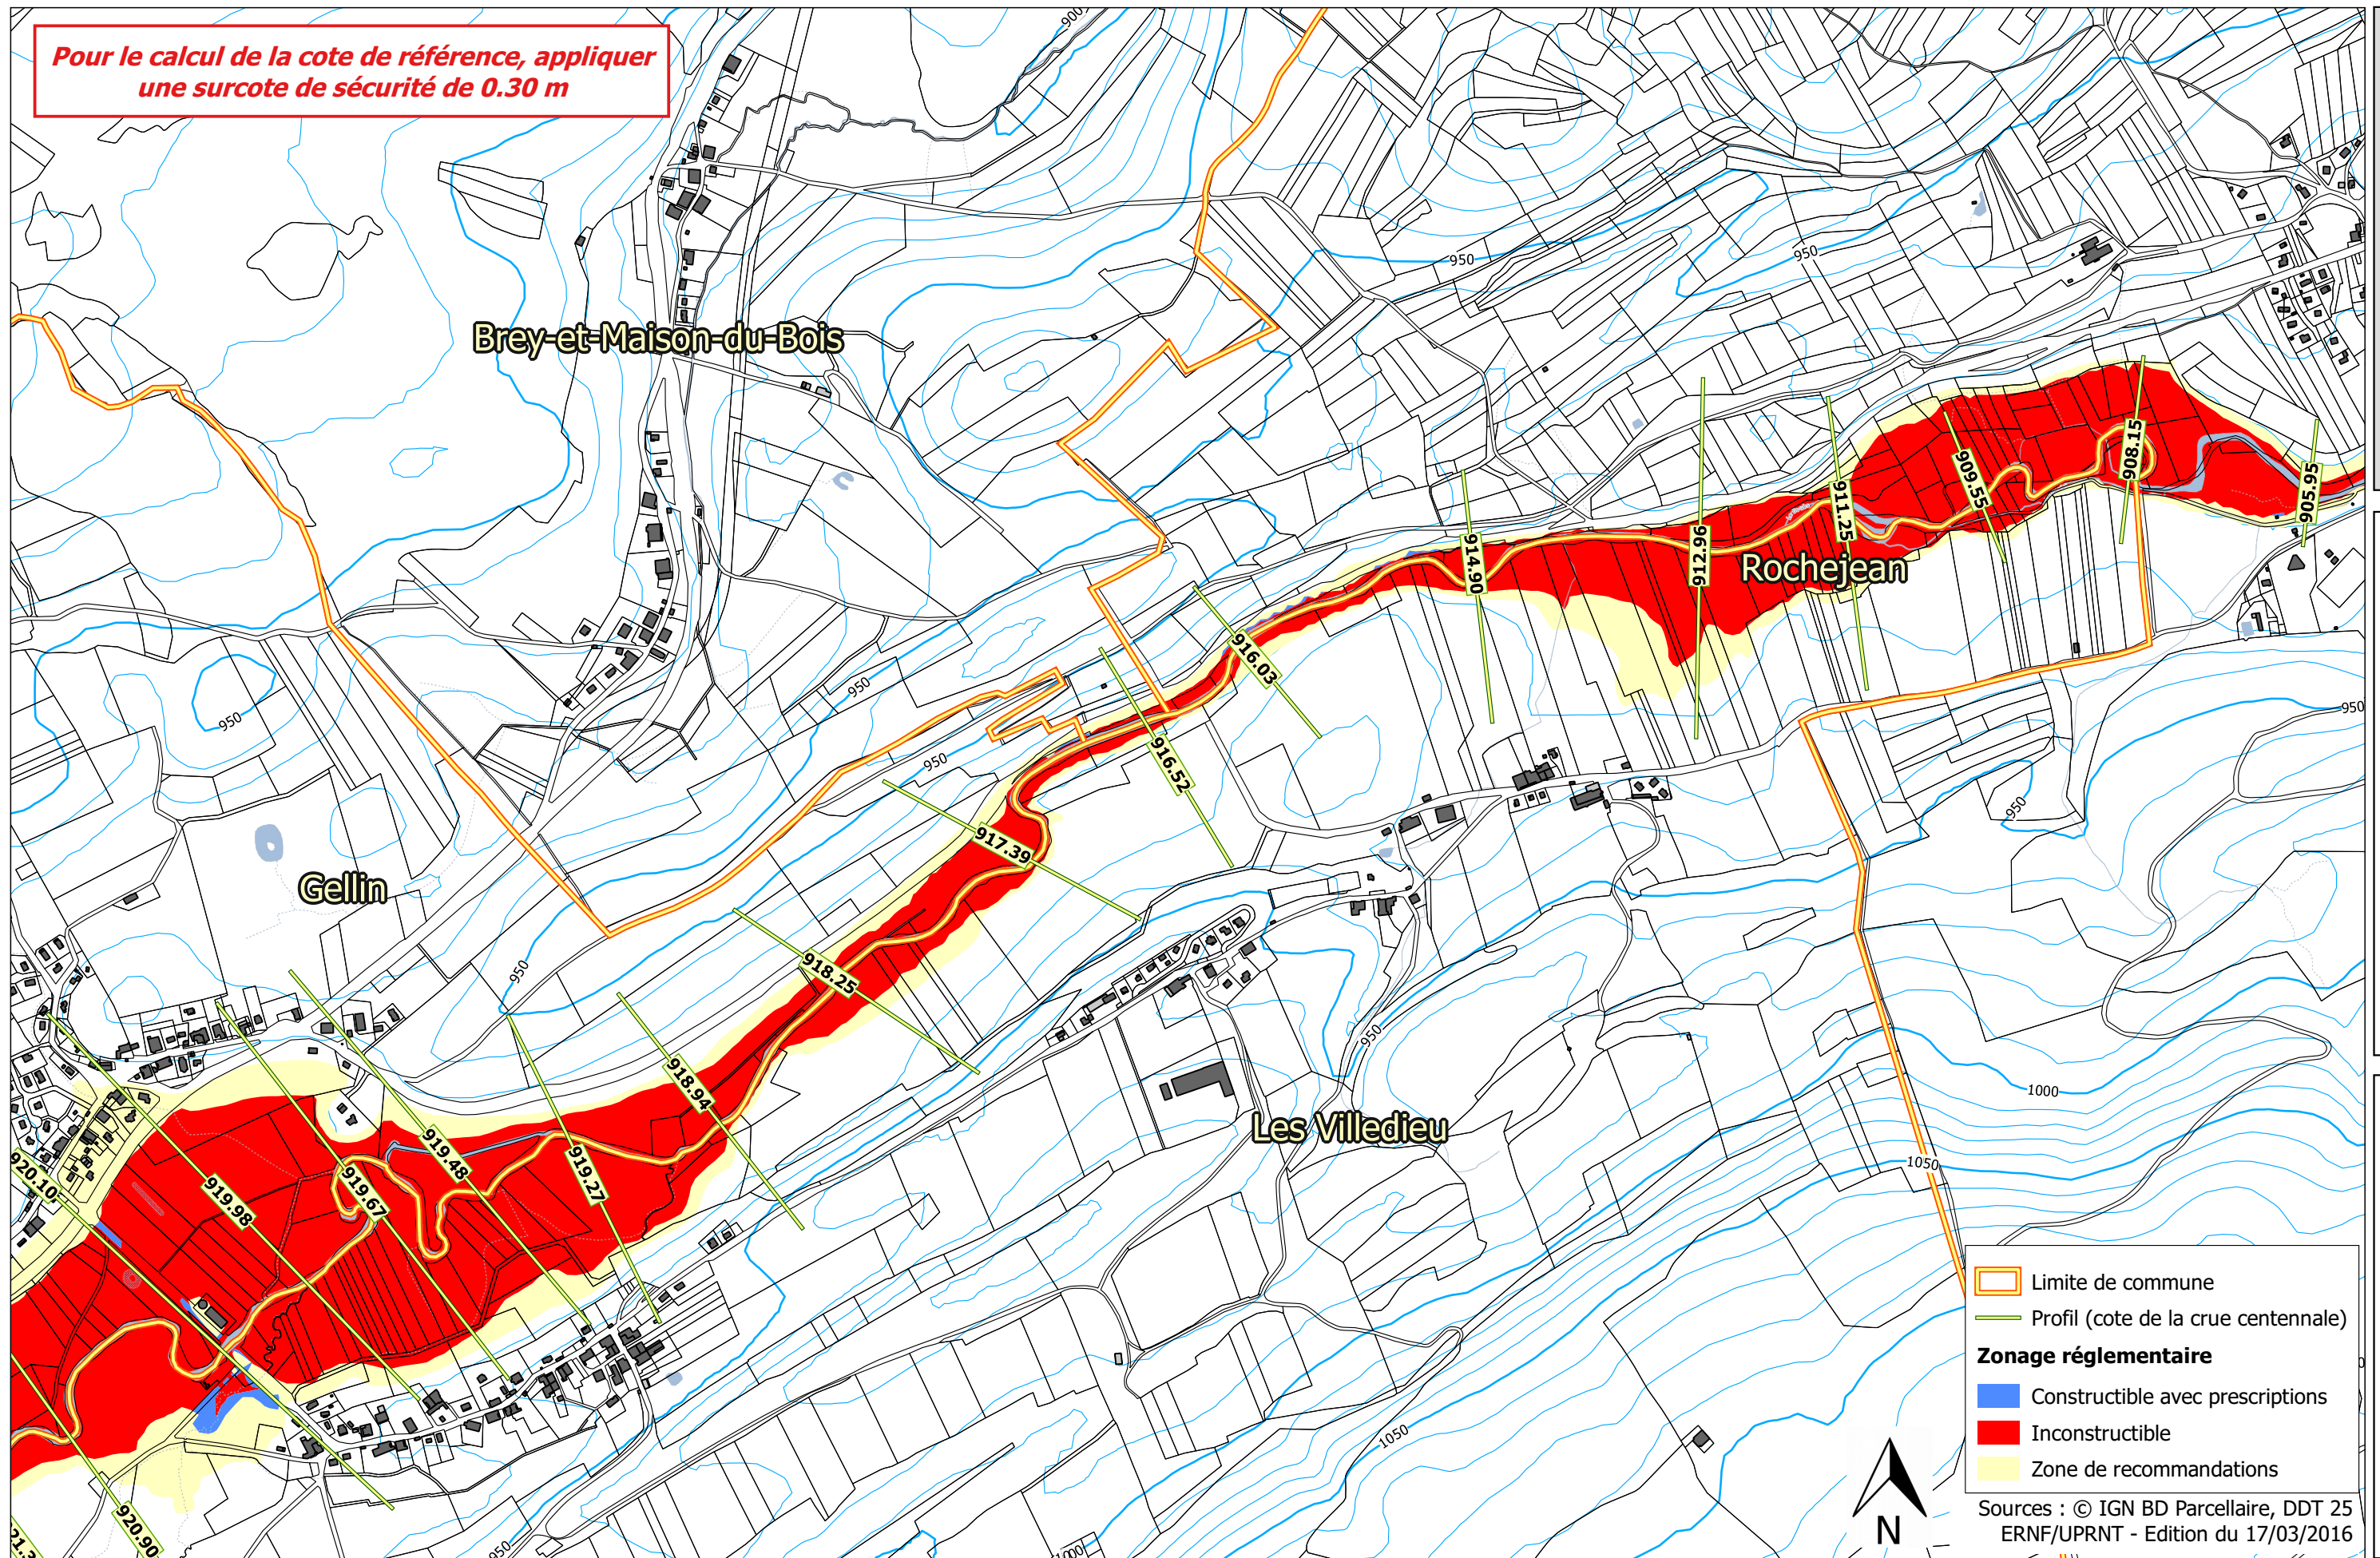 Pour le calcul de la cote de référence, appliquer
une surcote de sécurité de 0.30 m
900
Brey-et-Maison-du-Bois
950
950
908.15
905.95
909.55
911.25
912.96
914.90
Rochejean
916.03
916.52
917.39
918.25
918.94
919.27
919.48
919.67
919.98
920.10
920.90
950
950
950
950
950
950
950
Gellin
Les Villedieu
1000
1050
1050
950
1000
Limite de commune
Profil (cote de la crue centennale)
Zonage réglementaire
Constructible avec prescriptions
Inconstructible
Zone de recommandations
N
Sources : © IGN BD Parcellaire, DDT 25
ERNF/UPRNT - Edition du 17/03/2016